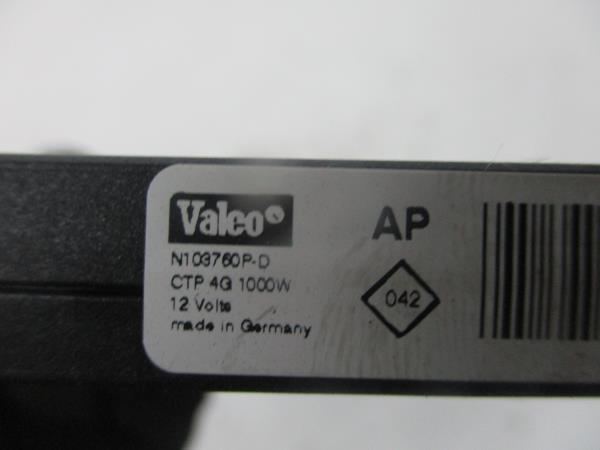 Valeo
AP
N103760P-D
CTP 4G 1000W
042
12 Volts
made in Germany